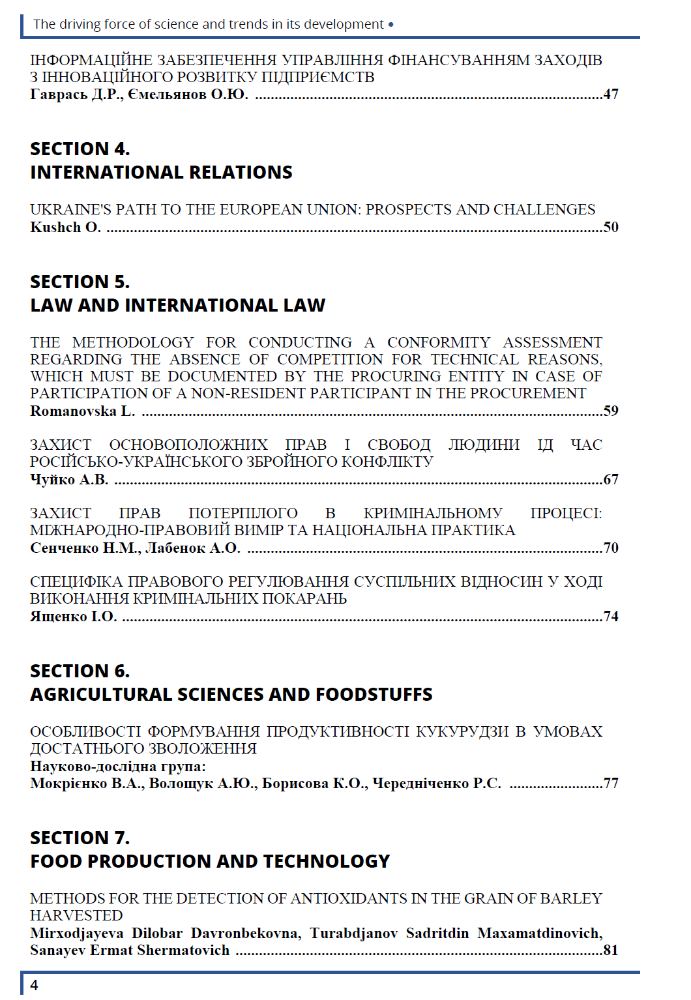 The driving force of science and trends in its development •
ІНФОРМАЦІЙНЕ ЗАБЕЗПЕЧЕННЯ УПРАВЛІННЯ ФІНАНСУВАННЯМ ЗАХОДІВ
З ІННОВАЦІЙНОГО РОЗВИТКУ ПІДПРИЄМСТВ
Гаврась Д.Р., Ємельянов О.Ю. ........................................................................................47
SECTION 4.
INTERNATIONAL RELATIONS
UKRAINE'S PATH TO THE EUROPEAN UNION: PROSPECTS AND CHALLENGES
Kushch O. ...............................................................................................................................50
SECTION 5.
LAW AND INTERNATIONAL LAW
THE METHODOLOGY FOR CONDUCTING A CONFORMITY ASSESSMENT
REGARDING THE ABSENCE OF COMPETITION FOR TECHNICAL REASONS,
WHICH MUST BE DOCUMENTED BY THE PROCURING ENTITY IN CASE OF
PARTICIPATION OF A NON-RESIDENT PARTICIPANT IN THE PROCUREMENT
Romanovska L. ......................................................................................................................59
ЗАХИСТ ОСНОВОПОЛОЖНИХ ПРАВ І СВОБОД ЛЮДИНИ ІД ЧАС
РОСІЙСЬКО-УКРАЇНСЬКОГО ЗБРОЙНОГО КОНФЛІКТУ
Чуйко А.В. .............................................................................................................................67
ЗАХИСТ ПРАВ ПОТЕРПІЛОГО В КРИМІНАЛЬНОМУ ПРОЦЕСІ:
МІЖНАРОДНО-ПРАВОВИЙ ВИМІР ТА НАЦІОНАЛЬНА ПРАКТИКА
Сенченко Н.М., Лабенок А.О. ...........................................................................................70
СПЕЦИФІКА ПРАВОВОГО РЕГУЛЮВАННЯ СУСПІЛЬНИХ ВІДНОСИН У ХОДІ
ВИКОНАННЯ КРИМІНАЛЬНИХ ПОКАРАНЬ
Ященко І.О. ...........................................................................................................................74
SECTION 6.
AGRICULTURAL SCIENCES AND FOODSTUFFS
ОСОБЛИВОСТІ ФОРМУВАННЯ ПРОДУКТИВНОСТІ КУКУРУДЗИ В УМОВАХ
ДОСТАТНЬОГО ЗВОЛОЖЕННЯ
Науково-дослідна група:
Мокрієнко В.А., Волощук А.Ю., Борисова К.О., Чередніченко Р.С. ........................77
SECTION 7.
FOOD PRODUCTION AND TECHNOLOGY
METHODS FOR THE DETECTION OF ANTIOXIDANTS IN THE GRAIN OF BARLEY
HARVESTED
Mirxodjayeva Dilobar Davronbekovna, Turabdjanov Sadritdin Maxamatdinovich,
Sanayev Ermat Shermatovich ..............................................................................................81
4